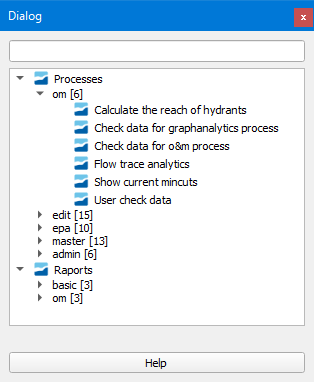 Dialog
Processes
om [6]
Calculate the reach of hydrants
Check data for graphanalytics process
Check data for o&m process
Flow trace analytics
Show current mincuts
User check data
edit [15]
epa [10]
master [13]
admin [6]
Raports
basic [3]
om [3]
Help